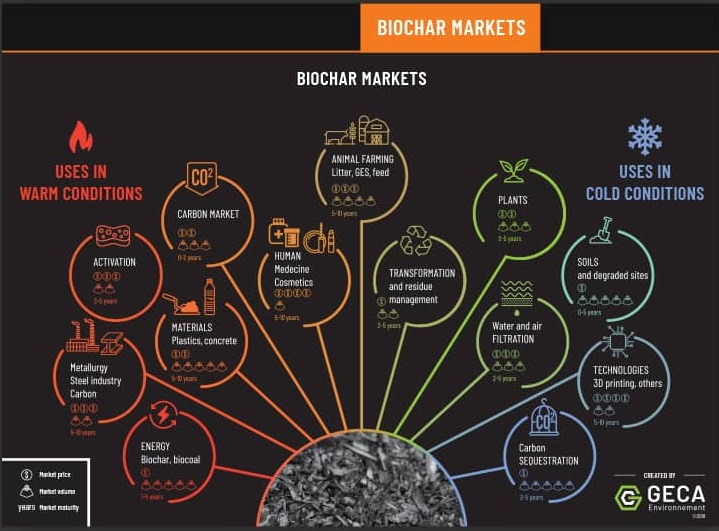 BIOCHAR MARKETS
BIOCHAR MARKETS
USES IN
WARM CONDITIONS
USES IN
COLD CONDITIONS
ANIMAL FARMING
Litter, GES, feed
5-10 years
CO²
CARBON MARKET
0-2 years
PLANTS
2-5 years
ACTIVATION
2-5 years
HUMAN
Medecine
Cosmetics
5-10 years
TRANSFORMATION
and residue
management
2-5 years
SOILS
and degraded sites
0-5 years
MATERIALS
Plastics, concrete
5-10 years
Water and air
FILTRATION
2-5 years
Metallurgy
Steel industry
Carbon
5-10 years
TECHNOLOGIES
3D printing, others
5-10 years
ENERGY
Biochar, biocoal
1-5 years
CO²
Carbon
SEQUESTRATION
2-5 years
Market price
Market volume
years Market maturity
CREATED BY
GECA
Environnement